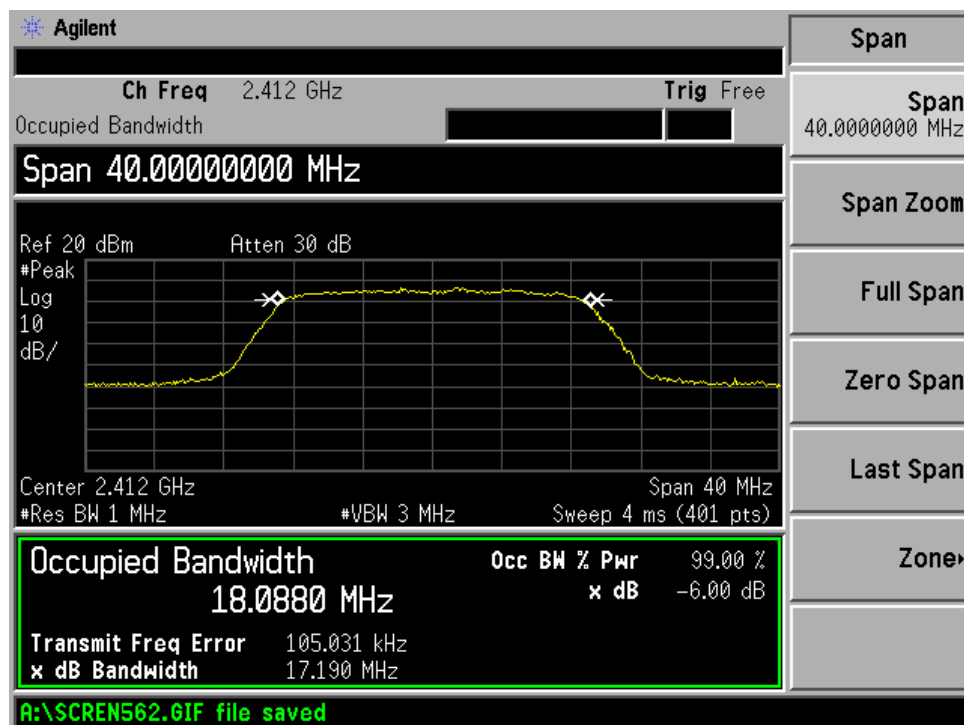 Agilent
Ch Freq 2.412 GHz Trig Free
Occupied Bandwidth
Span 40.00000000 MHz
Ref 20 dBm Atten 30 dB
#Peak
Log
10
dB/
Center 2.412 GHz Span 40 MHz
#Res BW 1 MHz #VBW 3 MHz Sweep 4 ms (401 pts)
Occupied Bandwidth
18.0880 MHz
Occ BW % Pwr 99.00 %
x dB -6.00 dB
Transmit Freq Error 105.031 kHz
x dB Bandwidth 17.190 MHz
A:\SCREN562.GIF file saved
Span
Span
40.0000000 MHz
Span Zoom
Full Span
Zero Span
Last Span
Zone